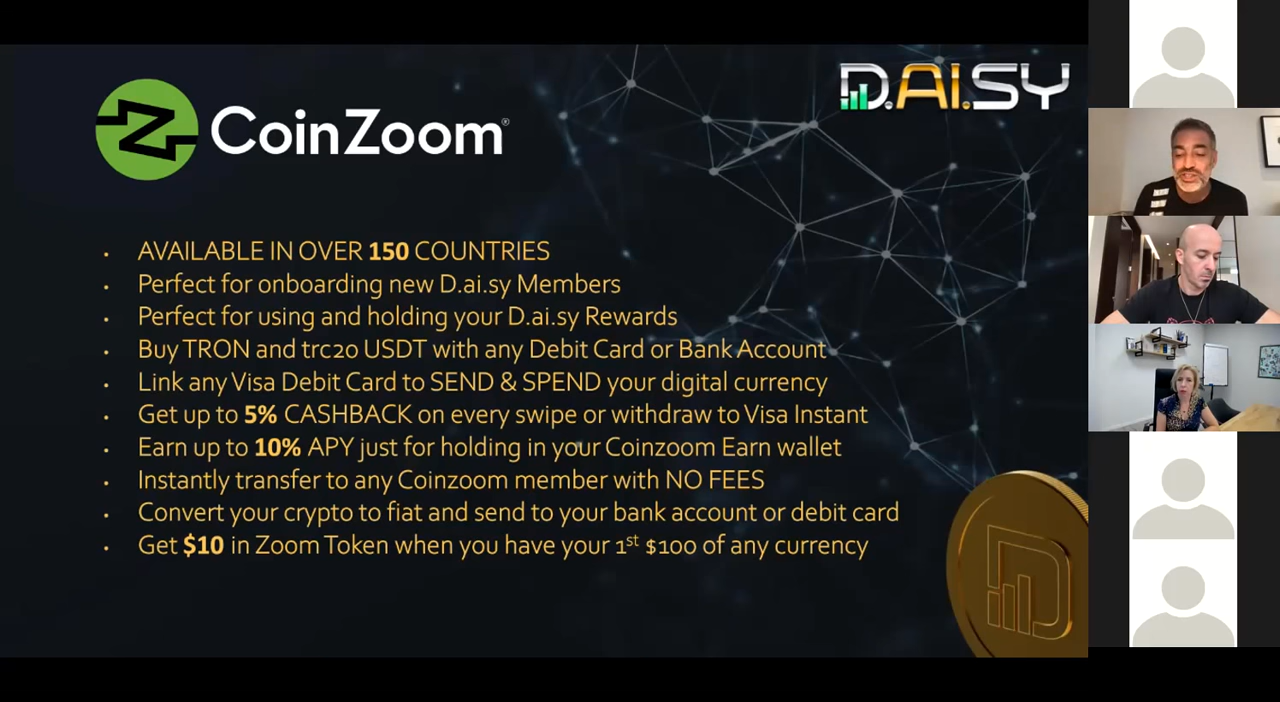 CoinZoom®
D.AI.SY
• AVAILABLE IN OVER 150 COUNTRIES
• Perfect for onboarding new D.ai.sy Members
• Perfect for using and holding your D.ai.sy Rewards
• Buy TRON and trc20 USDT with any Debit Card or Bank Account
• Link any Visa Debit Card to SEND & SPEND your digital currency
• Get up to 5% CASHBACK on every swipe or withdraw to Visa Instant
• Earn up to 10% APY just for holding in your Coinzoom Earn wallet
• Instantly transfer to any Coinzoom member with NO FEES
• Convert your crypto to fiat and send to your bank account or debit card
• Get $10 in Zoom Token when you have your 1st $100 of any currency